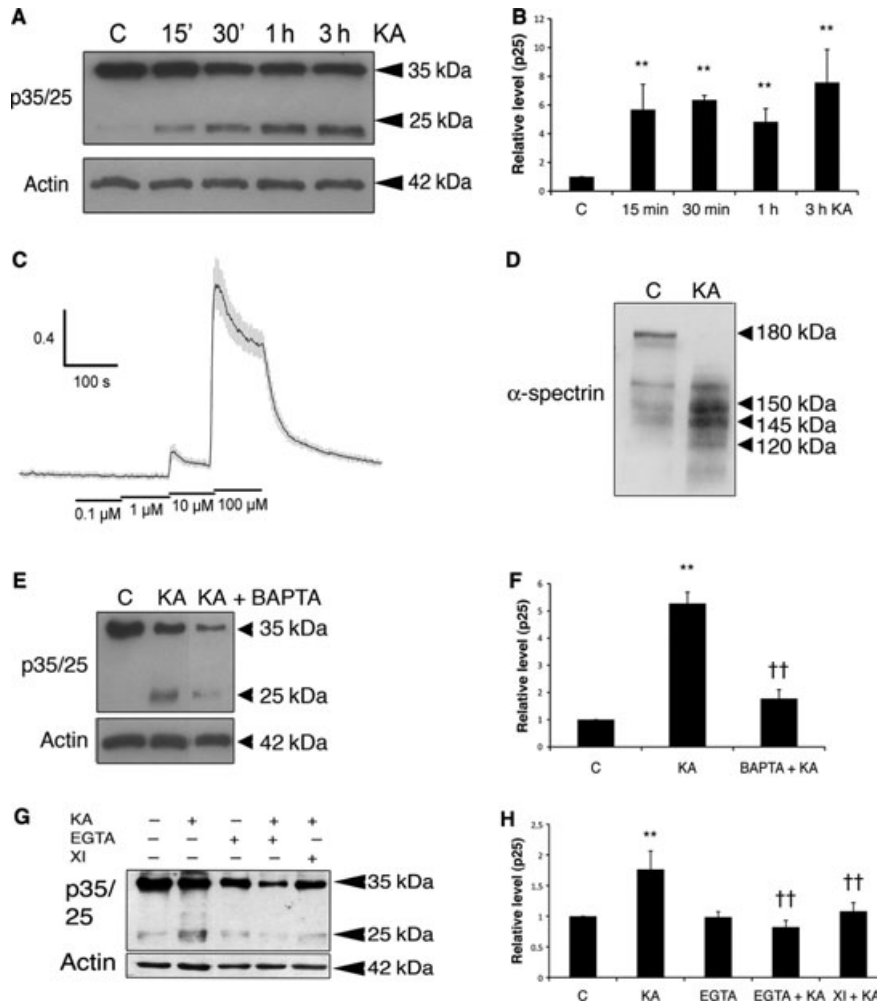 A
C 15' 30' 1 h 3 h KA
p35/25
35 kDa
25 kDa
Actin
42 kDa
B
Relative level (p25)
12
10
8
6
4
2
0
C 15 min 30 min 1 h 3 h KA
** ** ** **
C
0.4
100 s
0.1 µM 1 µM 10 µM 100 µM
D
C KA
α-spectrin
180 kDa
150 kDa
145 kDa
120 kDa
E
C KA KA + BAPTA
p35/25
35 kDa
25 kDa
Actin
42 kDa
F
Relative level (p25)
6
5
4
3
2
1
0
**
††
C KA BAPTA + KA
G
KA – + – + +
EGTA – – + + –
XI – – – – +
p35/
25
35 kDa
25 kDa
Actin
42 kDa
H
Relative level (p25)
2.5
2
1.5
1
0.5
0
**
††
††
C KA EGTA EGTA + KA XI + KA